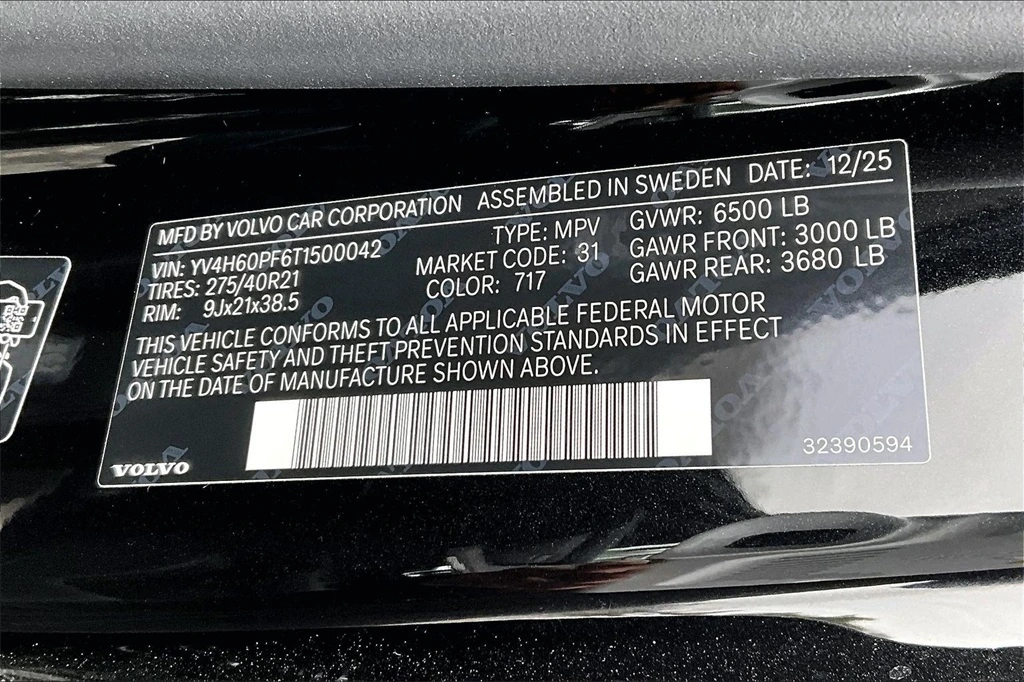 MFD BY VOLVO CAR CORPORATION ASSEMBLED IN SWEDEN DATE: 12/25
VIN: YV4H60PF6T1500042 TYPE: MPV GVWR: 6500 LB
TIRES: 275/40R21 MARKET CODE: 31 GAWR FRONT: 3000 LB
RIM: 9Jx21x38.5 COLOR: 717 GAWR REAR: 3680 LB
THIS VEHICLE CONFORMS TO ALL APPLICABLE FEDERAL MOTOR
VEHICLE SAFETY AND THEFT PREVENTION STANDARDS IN EFFECT
ON THE DATE OF MANUFACTURE SHOWN ABOVE.
VOLVO 32390594